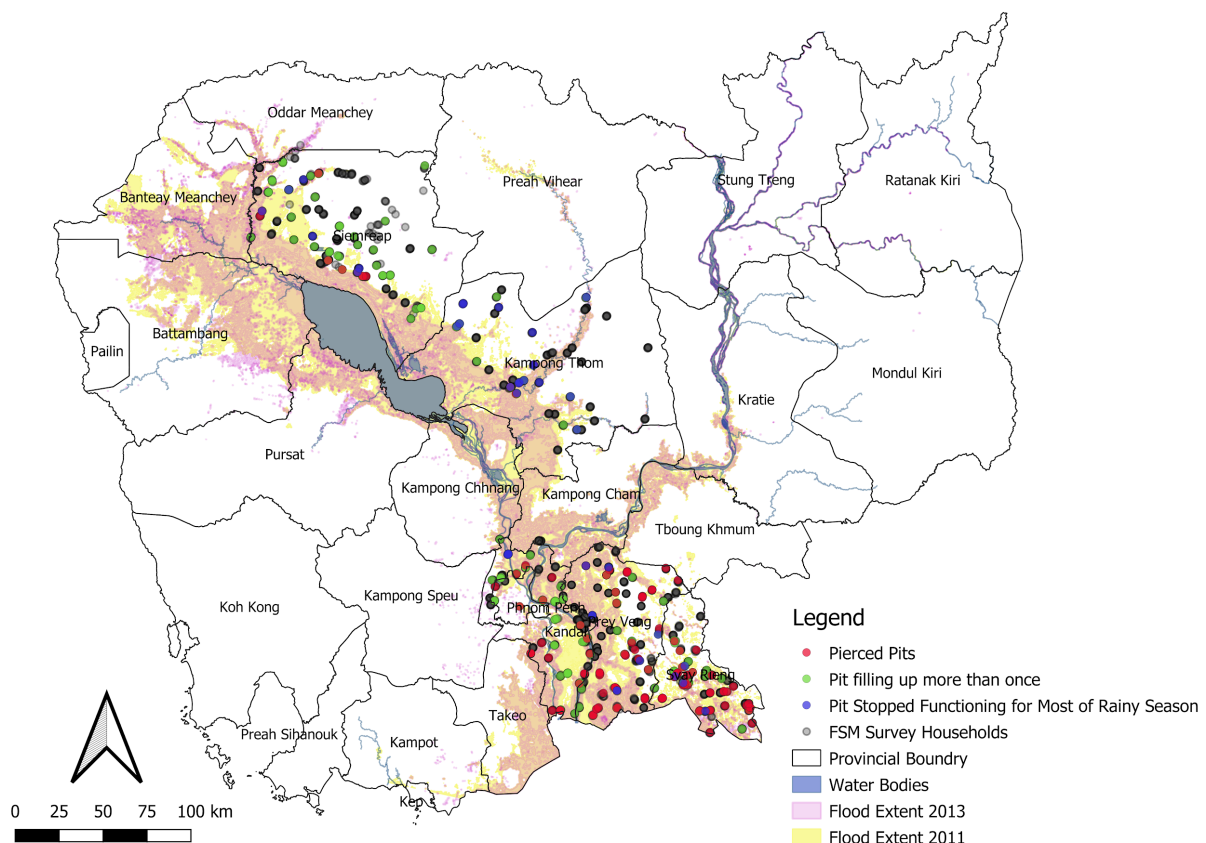 Oddar Meanchey
Banteay Meanchey
Siemreap
Preah Vihear
Stung Treng
Ratanak Kiri
Battambang
Pailin
Kampong Thom
Mondul Kiri
Kratie
Pursat
Kampong Chhnang
Kampong Cham
Tboung Khmum
Koh Kong
Kampong Speu
Phnom Penh
Kandal
Prey Veng
Svay Rieng
Takeo
Preah Sihanouk
Kampot
Kep
0 25 50 75 100 km
Legend
Pierced Pits
Pit filling up more than once
Pit Stopped Functioning for Most of Rainy Season
FSM Survey Households
Provincial Boundry
Water Bodies
Flood Extent 2013
Flood Extent 2011